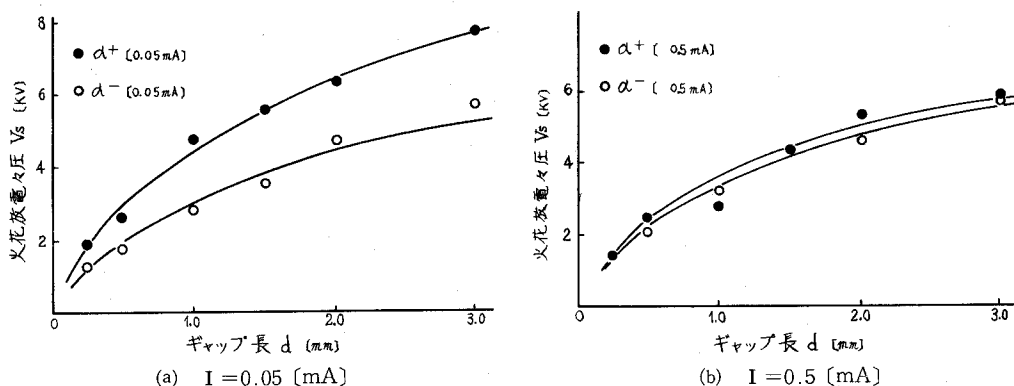 8
6
4
2
0
1.0
2.0
3.0
α⁺ [0.05mA]
α⁻ [0.05mA]
火花放電々圧 Vs [KV]
ギャップ長 d [mm]
(a) I=0.05 [mA]
6
4
2
0
1.0
2.0
3.0
α⁺ [ 0.5mA]
α⁻ [ 0.5mA]
火花放電々圧 Vs [KV]
ギャップ長 d [mm]
(b) I=0.5 [mA]